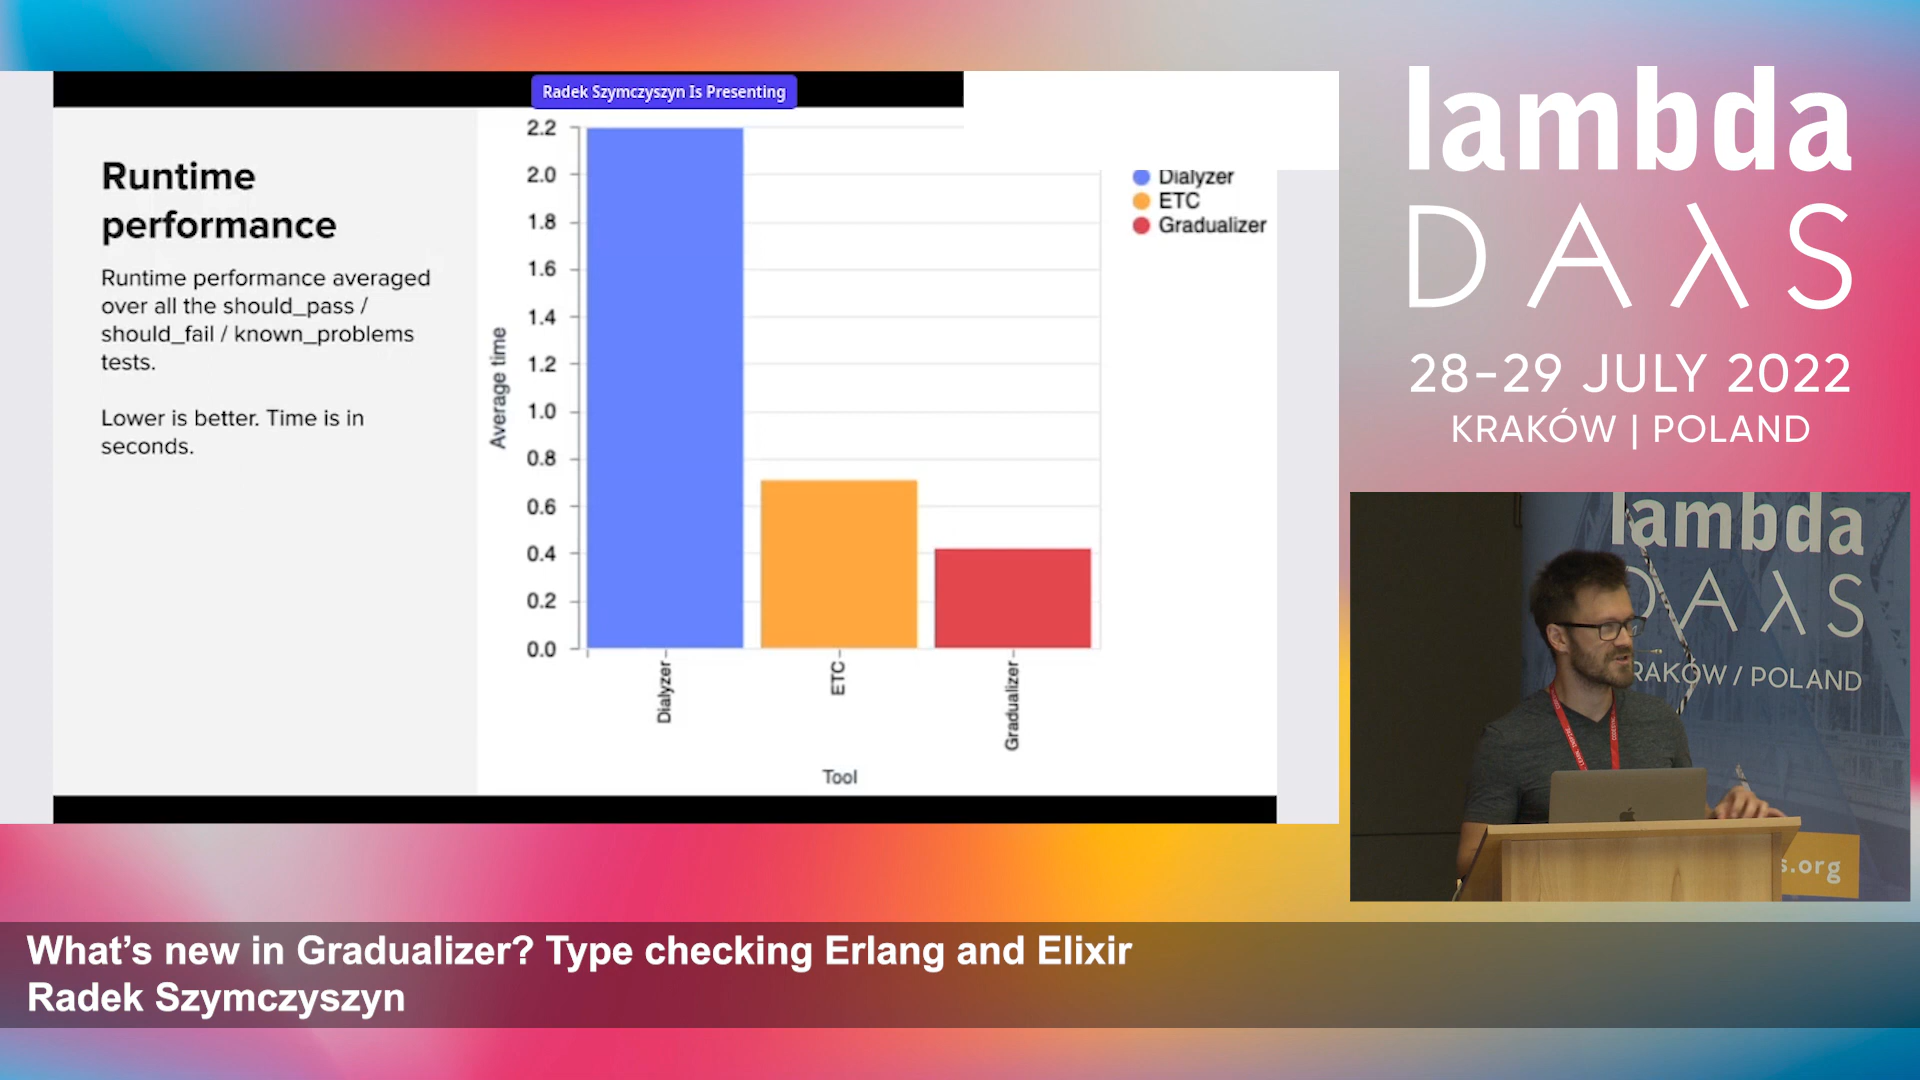 Radek Szymczyszyn Is Presenting
Runtime
performance
Runtime performance averaged
over all the should_pass /
should_fail / known_problems
tests.
Lower is better. Time is in
seconds.
2.2
2.0
1.8
1.6
1.4
1.2
1.0
0.8
0.6
0.4
0.2
0.0
Average time
Dialyzer
ETC
Gradualizer
Tool
Dialyzer
ETC
Gradualizer
lambda
DAλS
28-29 JULY 2022
KRAKÓW | POLAND
lambda
DAλS
RAKÓW / POLAND
s.org
What's new in Gradualizer? Type checking Erlang and Elixir
Radek Szymczyszyn